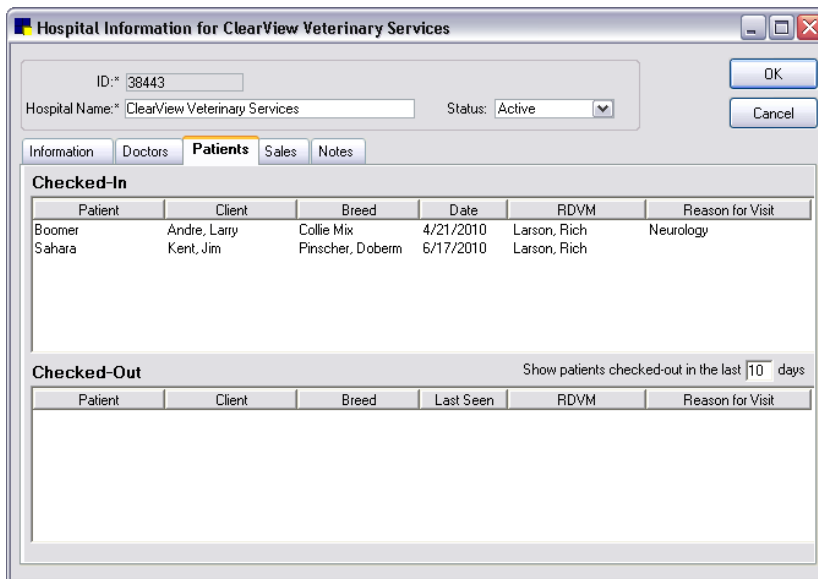 Hospital Information for ClearView Veterinary Services
ID:* 38443
OK
Hospital Name:* ClearView Veterinary Services Status: Active
Cancel
Information Doctors Patients Sales Notes
Checked-In
Patient Client Breed Date RDVM Reason for Visit
Boomer Andre, Larry Collie Mix 4/21/2010 Larson, Rich Neurology
Sahara Kent, Jim Pinscher, Doberm 6/17/2010 Larson, Rich
Checked-Out Show patients checked-out in the last 10 days
Patient Client Breed Last Seen RDVM Reason for Visit